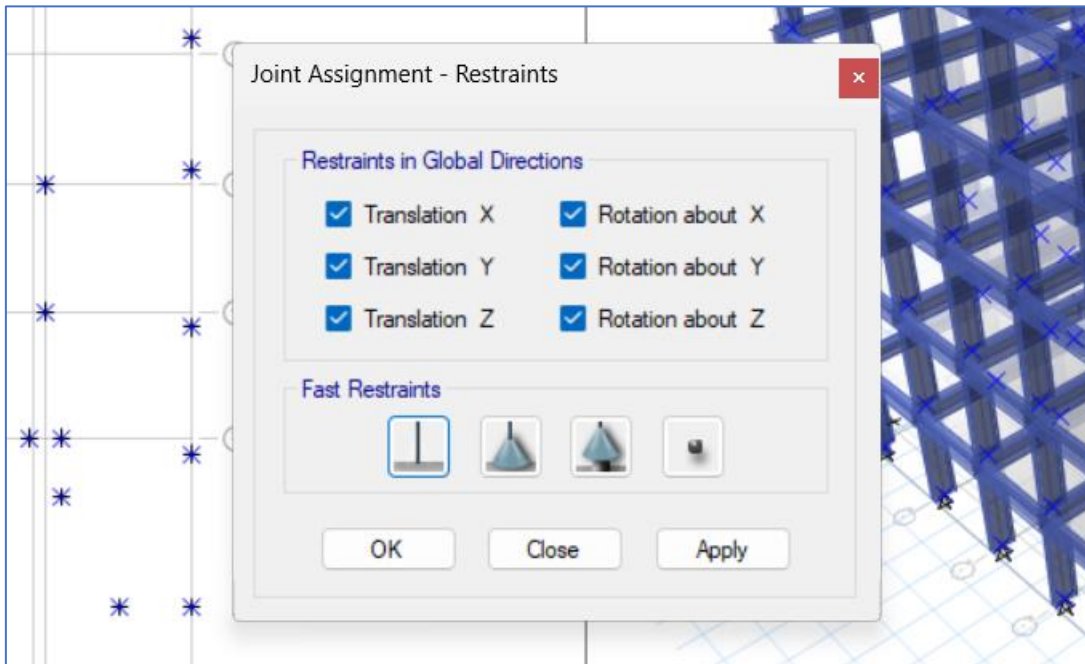 Joint Assignment - Restraints
Restraints in Global Directions
Translation X
Rotation about X
Translation Y
Rotation about Y
Translation Z
Rotation about Z
Fast Restraints
OK
Close
Apply